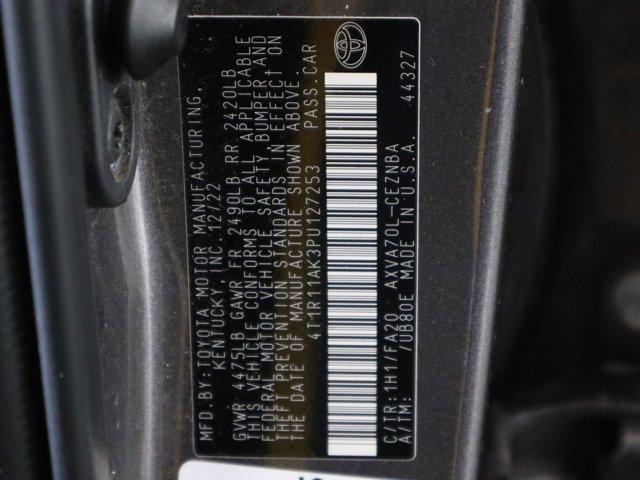 MFD.BY:TOYOTA MOTOR MANUFACTURING,
KENTUCKY, INC. 12/22
GVWR 4475LB GAWR FR 2490LB RR 2420LB
THIS VEHICLE CONFORMS TO ALL APPLICABLE
FEDERAL MOTOR VEHICLE SAFETY, BUMPER, AND
THEFT PREVENTION STANDARDS IN EFFECT ON
THE DATE OF MANUFACTURE SHOWN ABOVE.
4T1R11AK3PU127253 PASS.CAR
C/TR: 1H1/FA20 AXVA70L-CEZNBA
A/TM: /0B80E MADE IN U.S.A. 44327